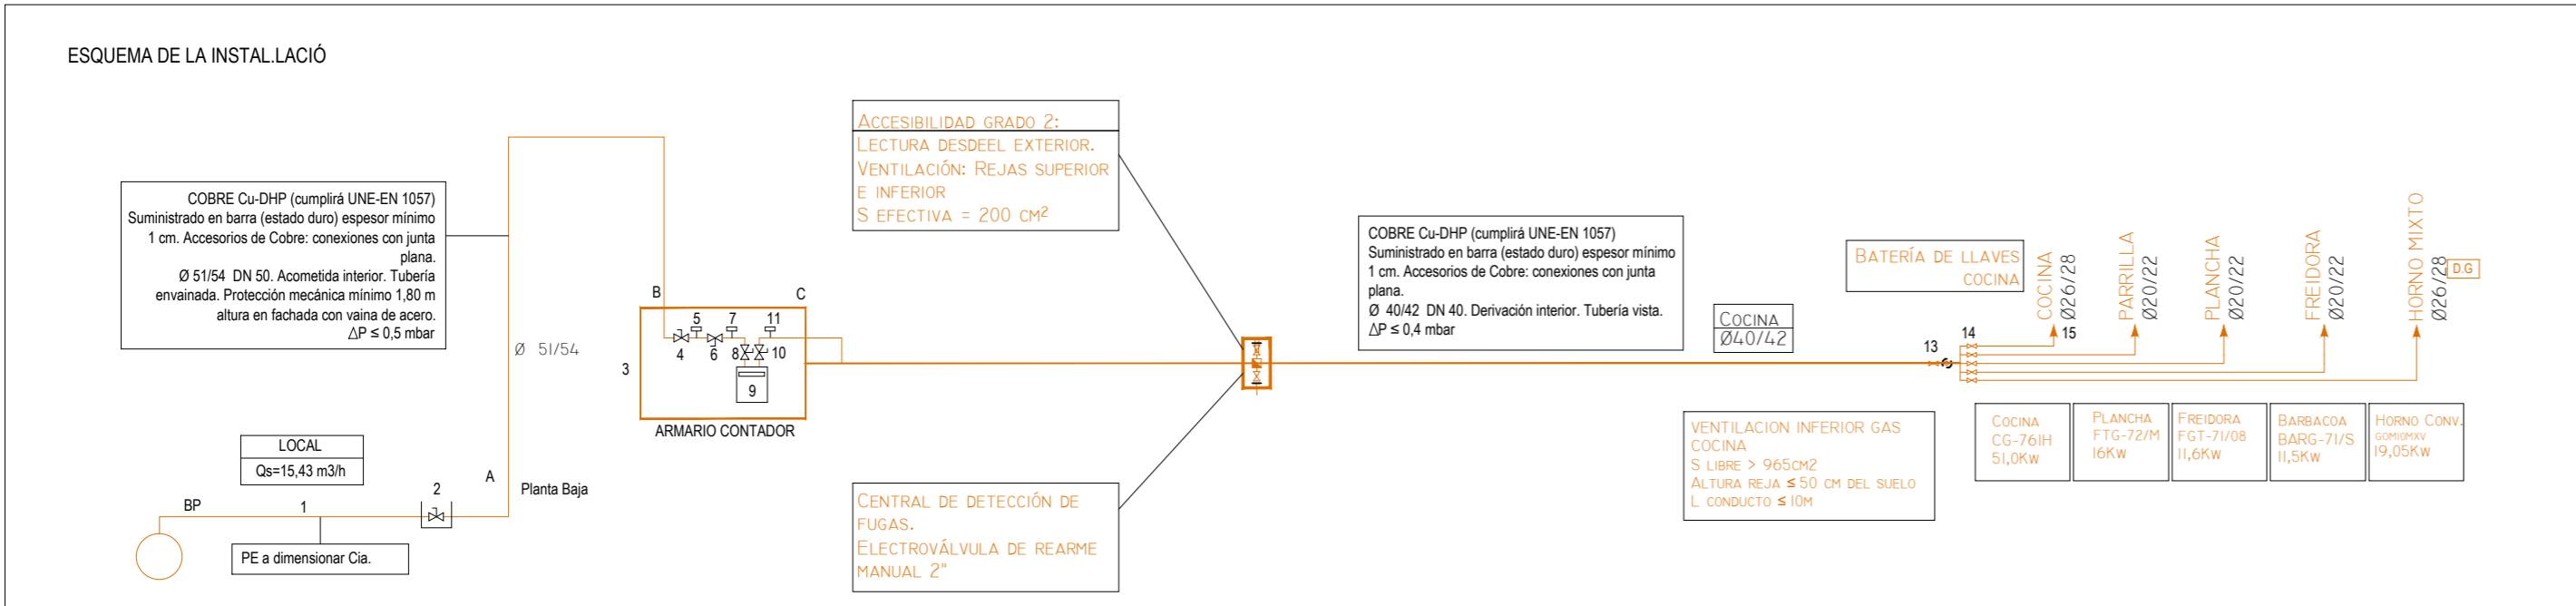 ESQUEMA DE LA INSTAL.LACIÓ
COBRE Cu-DHP (cumplirá UNE-EN 1057)
Suministrado en barra (estado duro) espesor mínimo
1 cm. Accesorios de Cobre: conexiones con junta
plana.
Ø 51/54 DN 50. Acometida interior. Tubería
envainada. Protección mecánica mínimo 1,80 m
altura en fachada con vaina de acero.
△P ≤ 0,5 mbar
Ø 51/54
LOCAL
Qs=15,43 m3/h
BP
1
2
A
Planta Baja
PE a dimensionar Cia.
B
C
3
4
5
6
7
8
9
10
11
ARMARIO CONTADOR
ACCESIBILIDAD GRADO 2:
LECTURA DESDEEL EXTERIOR.
VENTILACIÓN: REJAS SUPERIOR
E INFERIOR
S EFECTIVA = 200 CM²
CENTRAL DE DETECCIÓN DE
FUGAS.
ELECTROVÁLVULA DE REARME
MANUAL 2"
COBRE Cu-DHP (cumplirá UNE-EN 1057)
Suministrado en barra (estado duro) espesor mínimo
1 cm. Accesorios de Cobre: conexiones con junta
plana.
Ø 40/42 DN 40. Derivación interior. Tubería vista.
△P ≤ 0,4 mbar
COCINA
Ø40/42
VENTILACION INFERIOR GAS
COCINA
S LIBRE > 965CM2
ALTURA REJA ≤ 50 CM DEL SUELO
L CONDUCTO ≤ 10M
BATERÍA DE LLAVES
COCINA
13
14
15
COCINA
Ø26/28
PARRILLA
Ø20/22
PLANCHA
Ø20/22
FREIDORA
Ø20/22
HORNO MIXTO
Ø26/28
D.G
COCINA
CG-761H
51,0KW
PLANCHA
FTG-72/M
16KW
FREIDORA
FGT-71/08
11,6KW
BARBACOA
BARG-71/S
11,5KW
HORNO CONV.
GOM10MXV
19,05KW